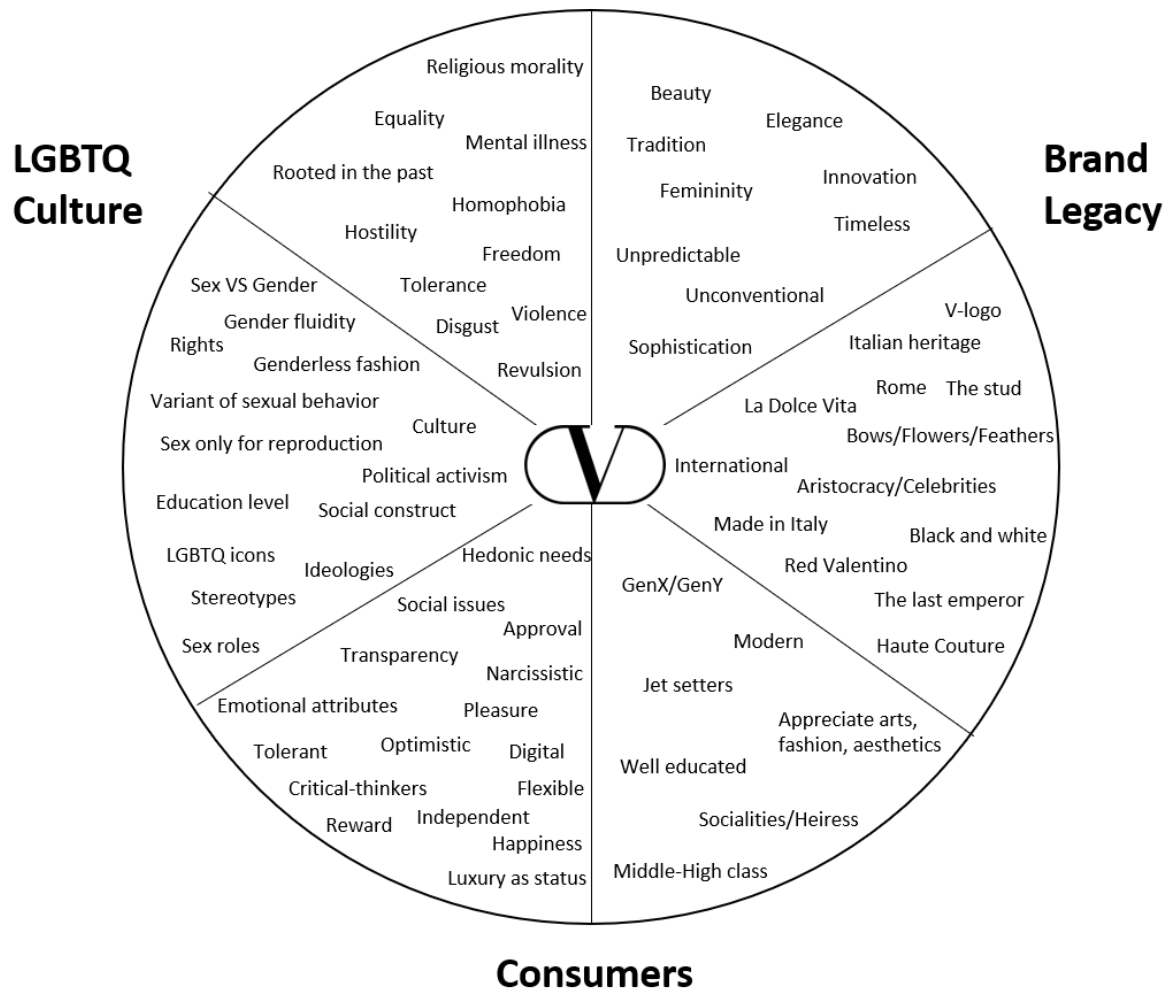 LGBTQ
Culture
Religious morality
Equality
Mental illness
Rooted in the past
Homophobia
Hostility
Freedom
Tolerance
Violence
Disgust
Revulsion
Sex VS Gender
Gender fluidity
Rights
Genderless fashion
Variant of sexual behavior
Culture
Sex only for reproduction
Political activism
Education level
Social construct
LGBTQ icons
Ideologies
Stereotypes
Sex roles
Brand
Legacy
Beauty
Elegance
Tradition
Innovation
Femininity
Timeless
Unpredictable
Unconventional
Sophistication
V-logo
Italian heritage
Rome
The stud
La Dolce Vita
Bows/Flowers/Feathers
International
Aristocracy/Celebrities
Made in Italy
Black and white
Red Valentino
The last emperor
Haute Couture
V
Hedonic needs
Social issues
Approval
Transparency
Narcissistic
Emotional attributes
Pleasure
Tolerant
Optimistic
Digital
Critical-thinkers
Flexible
Reward
Independent
Happiness
Luxury as status
GenX/GenY
Modern
Jet setters
Appreciate arts,
fashion, aesthetics
Well educated
Socialities/Heiress
Middle-High class
Consumers